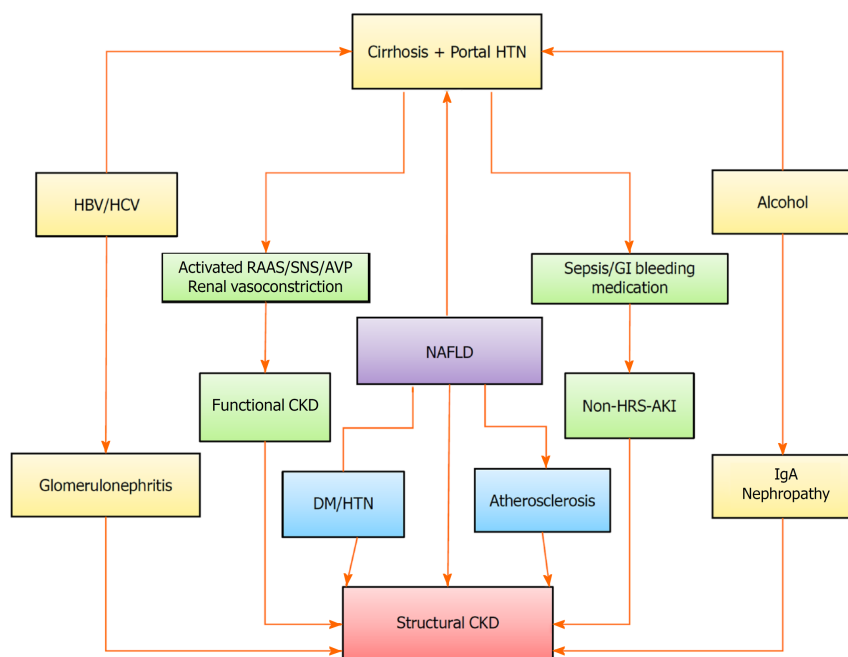 Cirrhosis + Portal HTN
HBV/HCV
Alcohol
Activated RAAS/SNS/AVP
Renal vasoconstriction
Sepsis/GI bleeding
medication
NAFLD
Functional CKD
Non-HRS-AKI
Glomerulonephritis
DM/HTN
Atherosclerosis
IgA
Nephropathy
Structural CKD